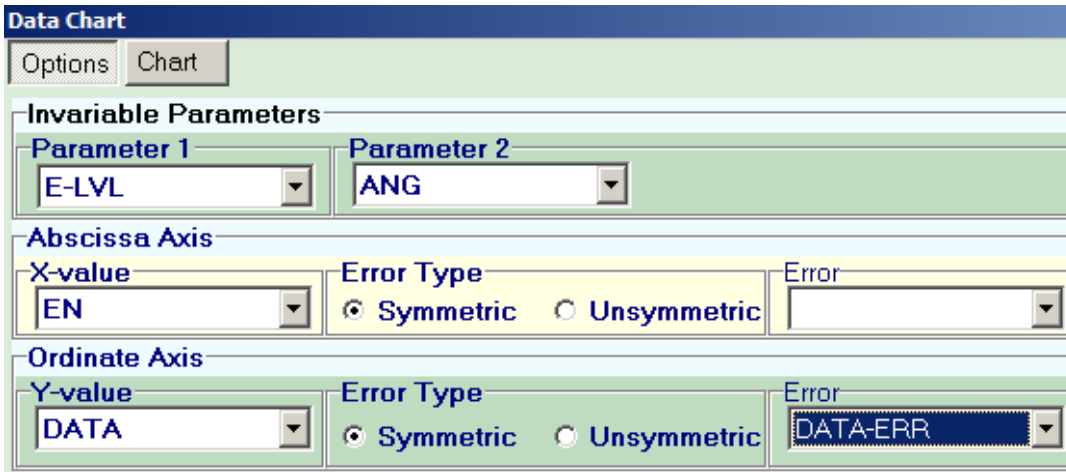 Data Chart
Options Chart
Invariable Parameters
Parameter 1 Parameter 2
E-LVL ANG
Abscissa Axis
X-value Error Type Error
EN Symmetric Unsymmetric
Ordinate Axis
Y-value Error Type Error
DATA Symmetric Unsymmetric DATA-ERR